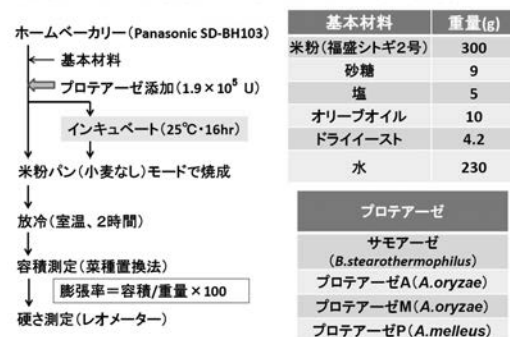 ホームベーカリー(Panasonic SD-BH103)
基本材料
プロテアーゼ添加(1.9×10⁵ U)
インキュベート(25℃・16hr)
米粉パン(小麦なし)モードで焼成
放冷(室温、2時間)
容積測定(菜種置換法)
膨張率=容積/重量×100
硬さ測定(レオメーター)
基本材料 重量(g)
米粉(福盛シトギ2号) 300
砂糖 9
塩 5
オリーブオイル 10
ドライイースト 4.2
水 230
プロテアーゼ
サモアーゼ
(B.stearothermophilus)
プロテアーゼA(A.oryzae)
プロテアーゼM(A.oryzae)
プロテアーゼP(A.melleus)